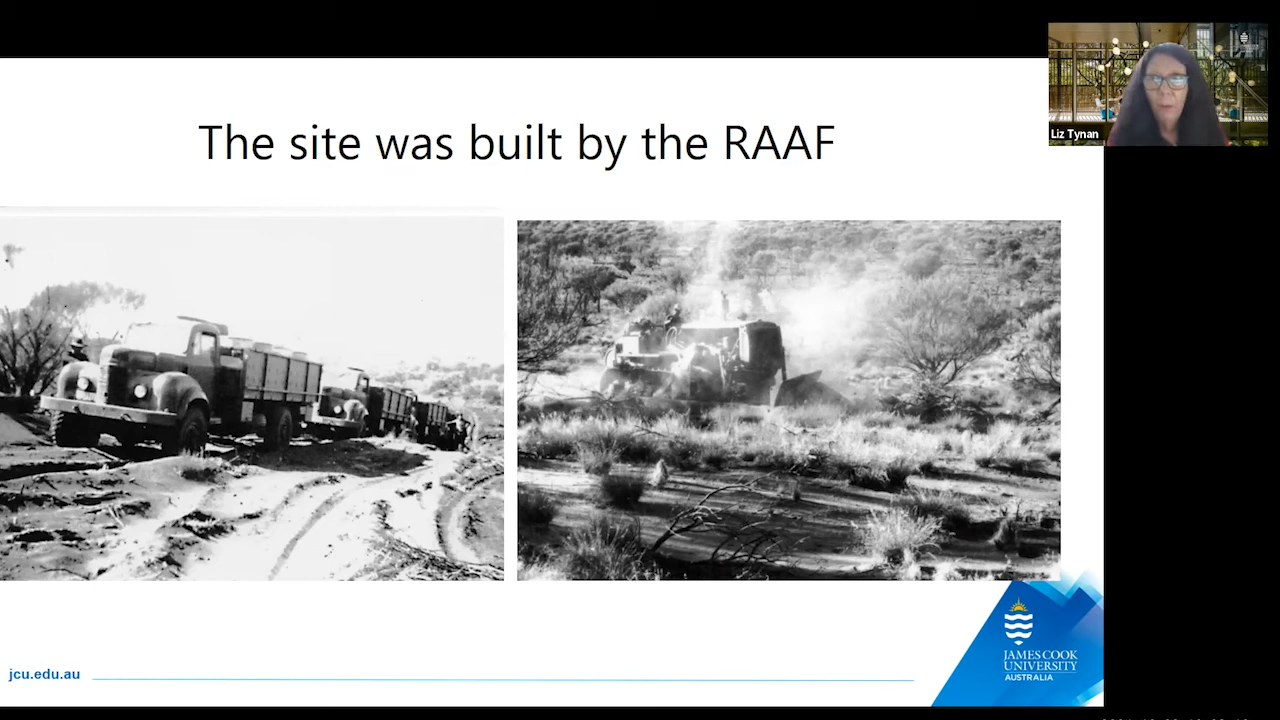 The site was built by the RAAF
Liz Tynan
jcu.edu.au
JAMES COOK
UNIVERSITY
AUSTRALIA